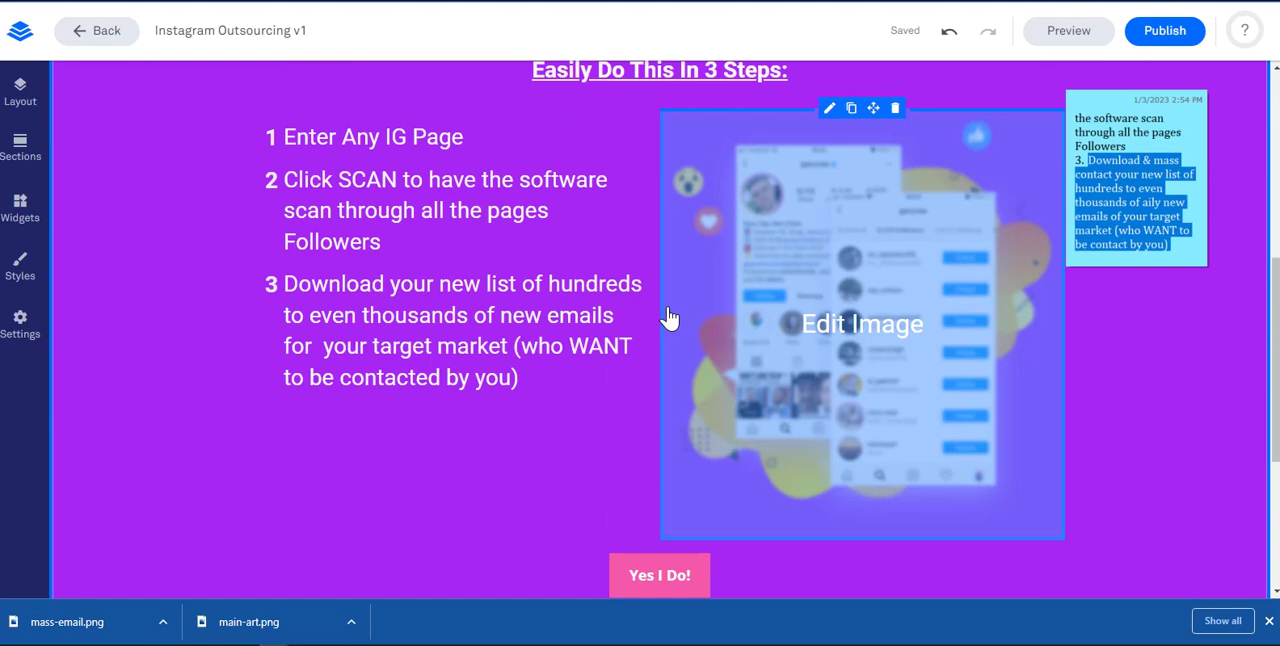 Back
Instagram Outsourcing v1
Saved
Preview
Publish
?
Layout
Sections
Widgets
Styles
Settings
Easily Do This In 3 Steps:
1 Enter Any IG Page
2 Click SCAN to have the software
scan through all the pages
Followers
3 Download your new list of hundreds
to even thousands of new emails
for your target market (who WANT
to be contacted by you)
Edit Image
1/3/2023 2:54 PM
the software scan
through all the pages
Followers
3. Download & mass
contact your new list of
hundreds to even
thousands of aily new
emails of your target
market (who WANT to
be contact by you)
Yes I Do!
mass-email.png
main-art.png
Show all